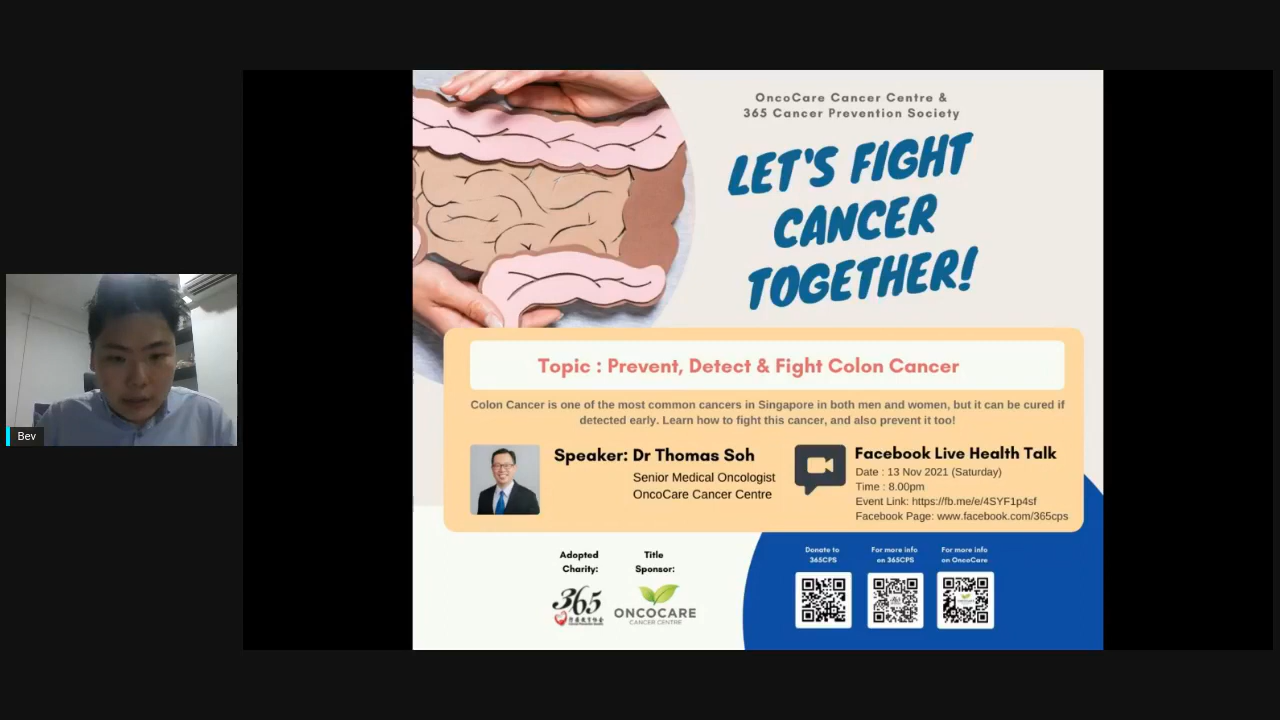 OncoCare Cancer Centre &
365 Cancer Prevention Society
LET'S FIGHT
CANCER
TOGETHER!
Topic : Prevent, Detect & Fight Colon Cancer
Colon Cancer is one of the most common cancers in Singapore in both men and women, but it can be cured if
detected early. Learn how to fight this cancer, and also prevent it too!
Speaker: Dr Thomas Soh
Senior Medical Oncologist
OncoCare Cancer Centre
Facebook Live Health Talk
Date : 13 Nov 2021 (Saturday)
Time : 8.00pm
Event Link: https://fb.me/e/4SYF1p4sf
Facebook Page: www.facebook.com/365cps
Adopted
Charity:
365
Title
Sponsor:
ONCOCARE
CANCER CENTRE
Donate to
365CPS
For more info
on 365CPS
For more info
on OncoCare
Bev